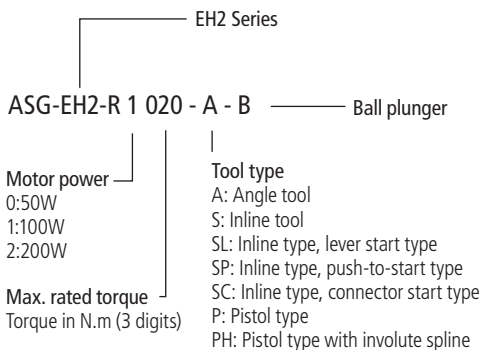 EH2 Series
ASG-EH2-R 1 020 - A - B
Ball plunger
Motor power
0:50W
1:100W
2:200W
Max. rated torque
Torque in N.m (3 digits)
Tool type
A: Angle tool
S: Inline tool
SL: Inline type, lever start type
SP: Inline type, push-to-start type
SC: Inline type, connector start type
P: Pistol type
PH: Pistol type with involute spline